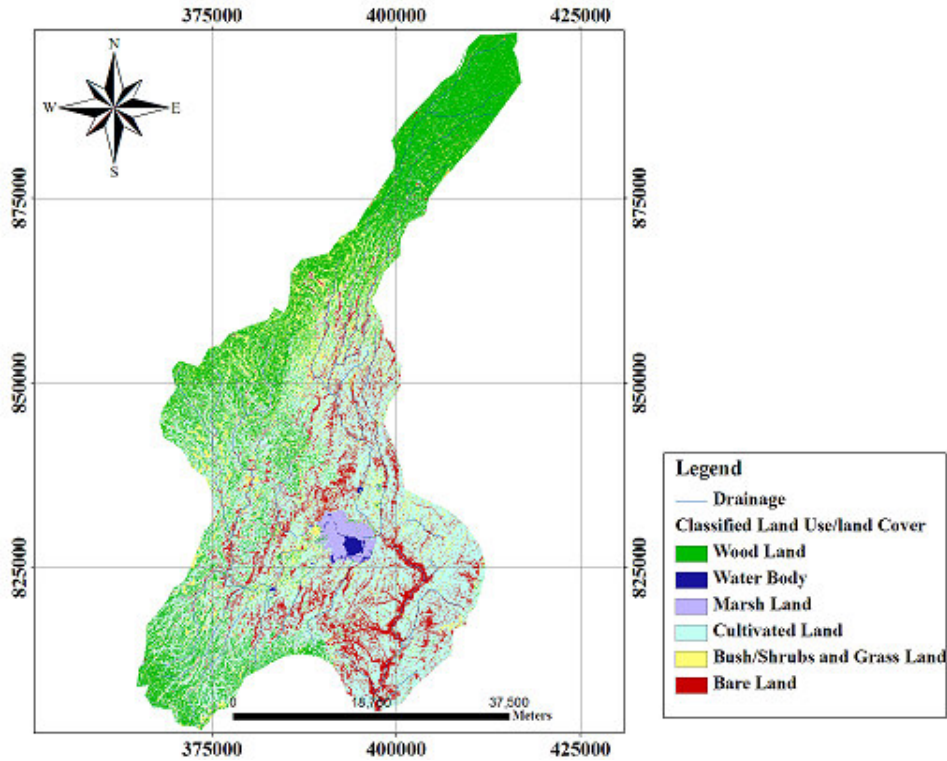 375000 400000 425000
N
W E
S
875000 875000
850000 850000
825000 825000
0 37,500
Meters
375000 400000 425000
Legend
Drainage
Classified Land Use/land Cover
Wood Land
Water Body
Marsh Land
Cultivated Land
Bush/Shrubs and Grass Land
Bare Land